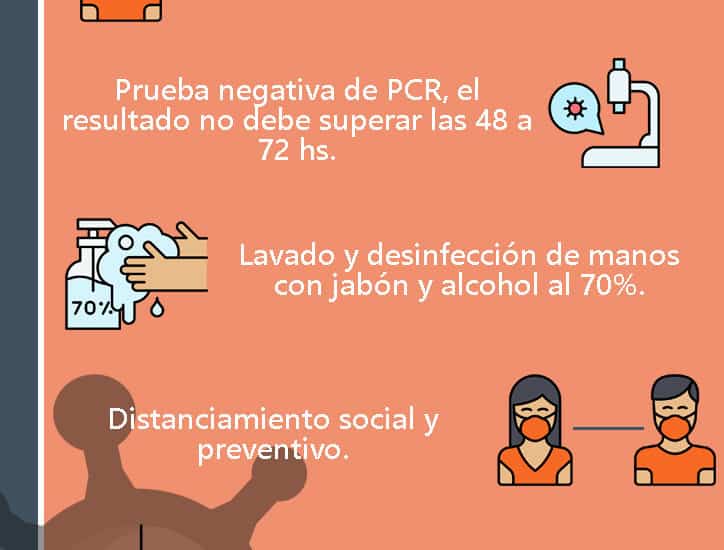 Prueba negativa de PCR, el
resultado no debe superar las 48 a
72 hs.
Lavado y desinfección de manos
con jabón y alcohol al 70%.
70%
Distanciamiento social y
preventivo.